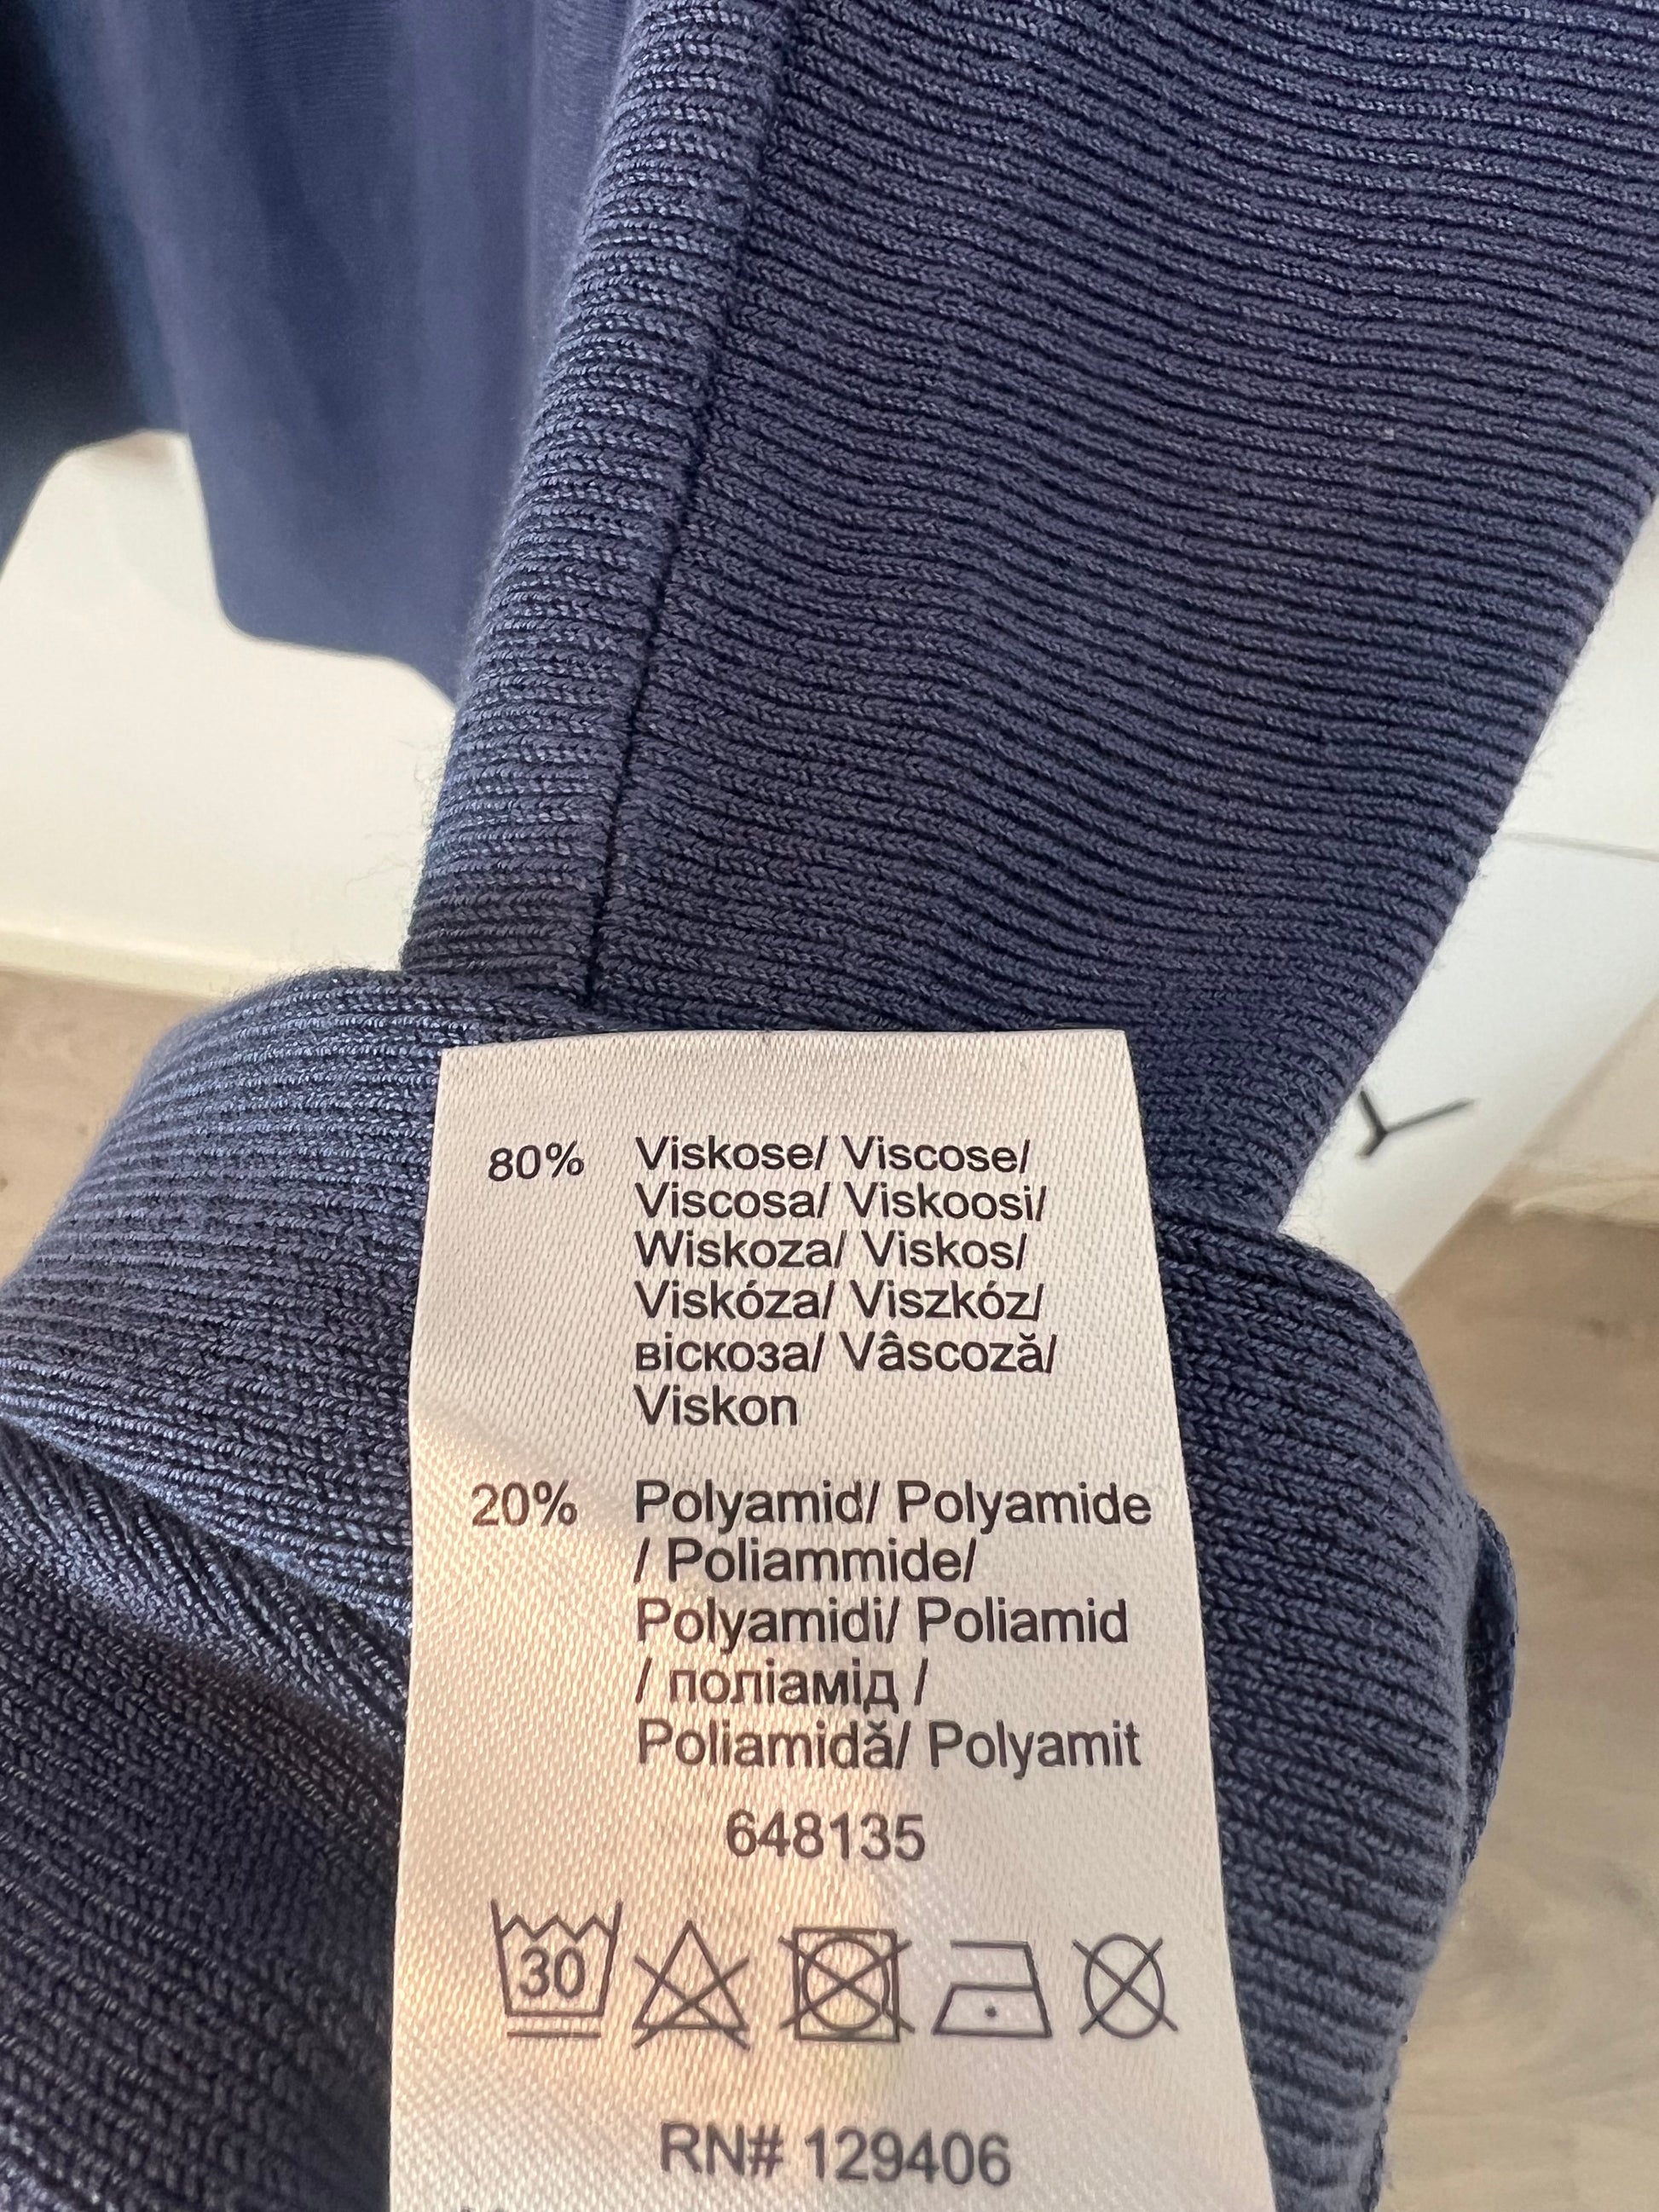 80% Viskose/ Viscose/
Viscosa/ Viskoosi/
Wiskoza/ Viskos/
Viskóza/ Viszkóz/
віскоза/ Vâscoză/
Viskon
20% Polyamid/ Polyamide
/ Poliammide/
Polyamidi/ Poliamid
/ поліамід /
Poliamidă/ Polyamit
648135
30
RN# 129406
Y